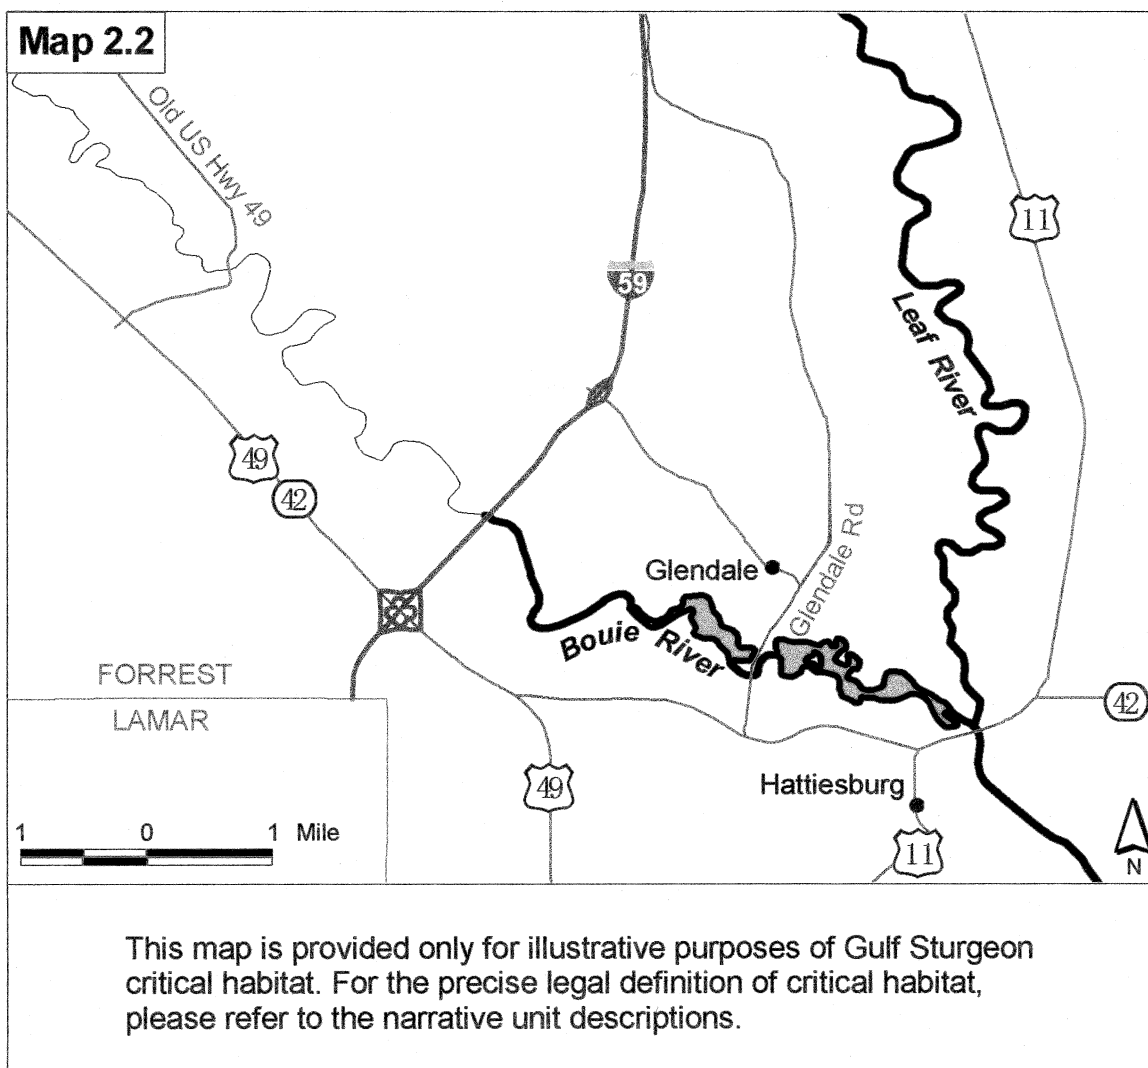 Map 2.2
Old US Hwy 49
11
59
Leaf River
49
42
Glendale
Glendale Rd
Bouie River
FORREST
LAMAR
42
49
Hattiesburg
1 0 1 Mile
11
N
This map is provided only for illustrative purposes of Gulf Sturgeon
critical habitat. For the precise legal definition of critical habitat,
please refer to the narrative unit descriptions.